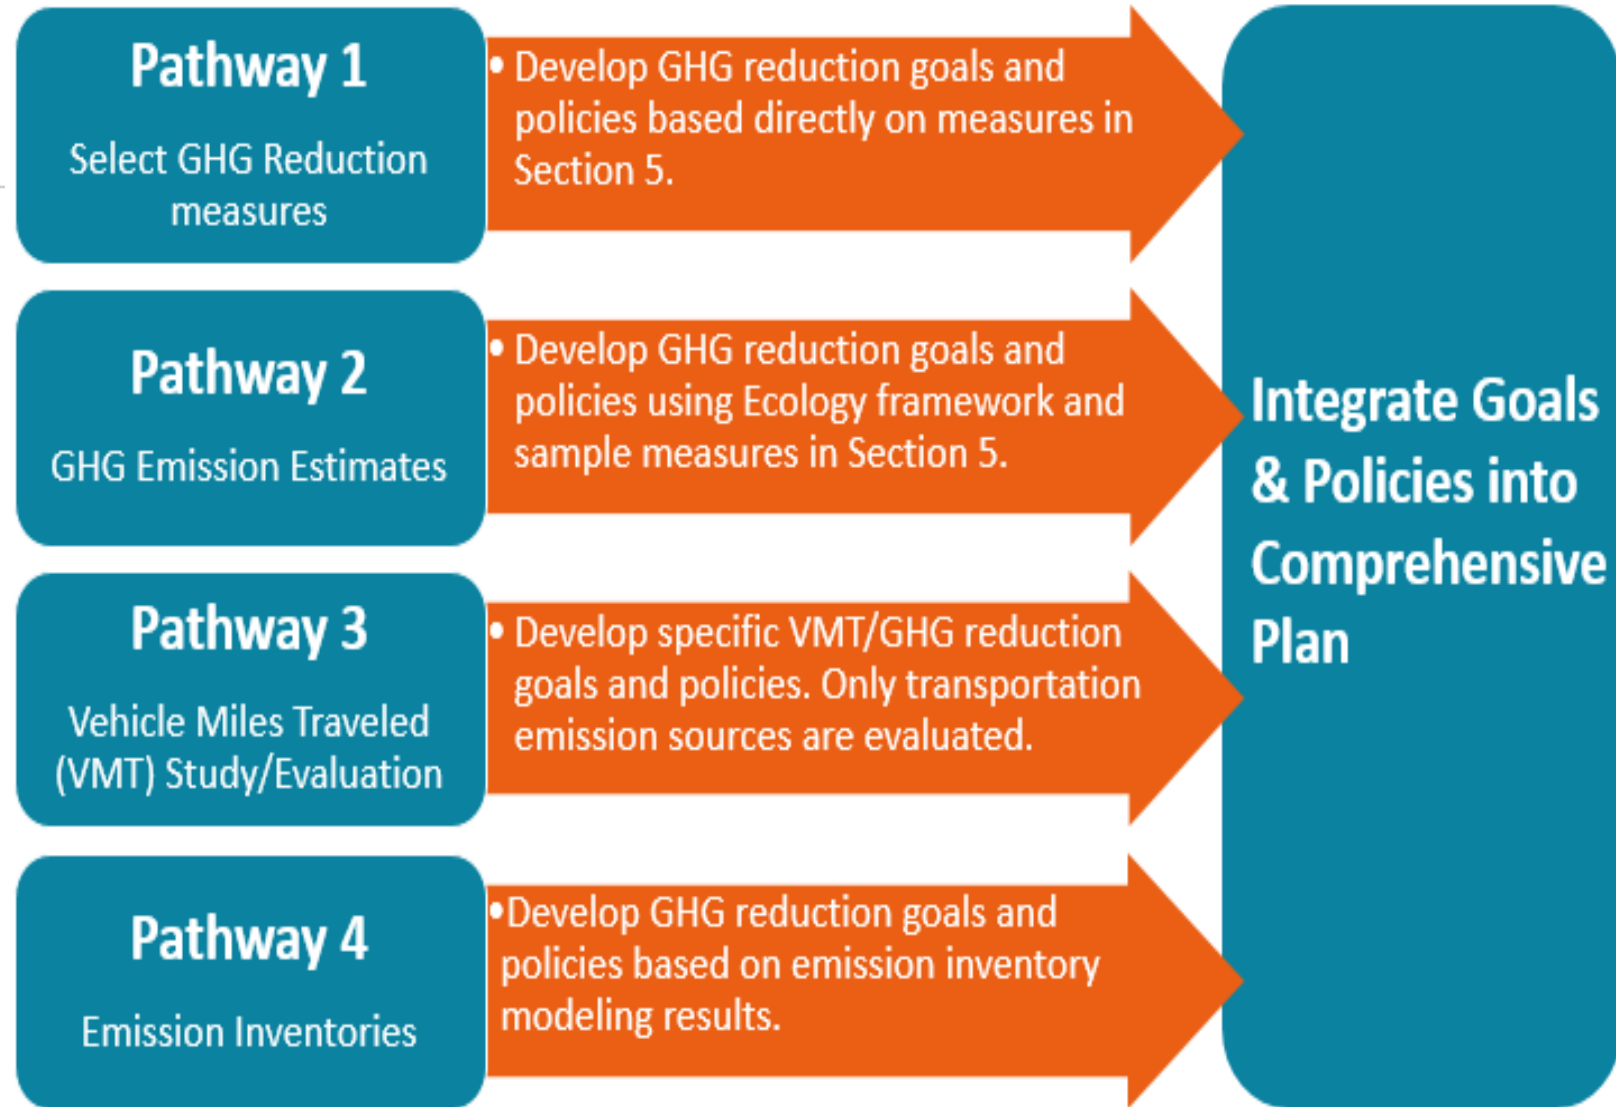 Pathway 1
Select GHG Reduction
measures
• Develop GHG reduction goals and
policies based directly on measures in
Section 5.
Pathway 2
GHG Emission Estimates
• Develop GHG reduction goals and
policies using Ecology framework and
sample measures in Section 5.
Pathway 3
Vehicle Miles Traveled
(VMT) Study/Evaluation
• Develop specific VMT/GHG reduction
goals and policies. Only transportation
emission sources are evaluated.
Pathway 4
Emission Inventories
•Develop GHG reduction goals and
policies based on emission inventory
modeling results.
Integrate Goals
& Policies into
Comprehensive
Plan